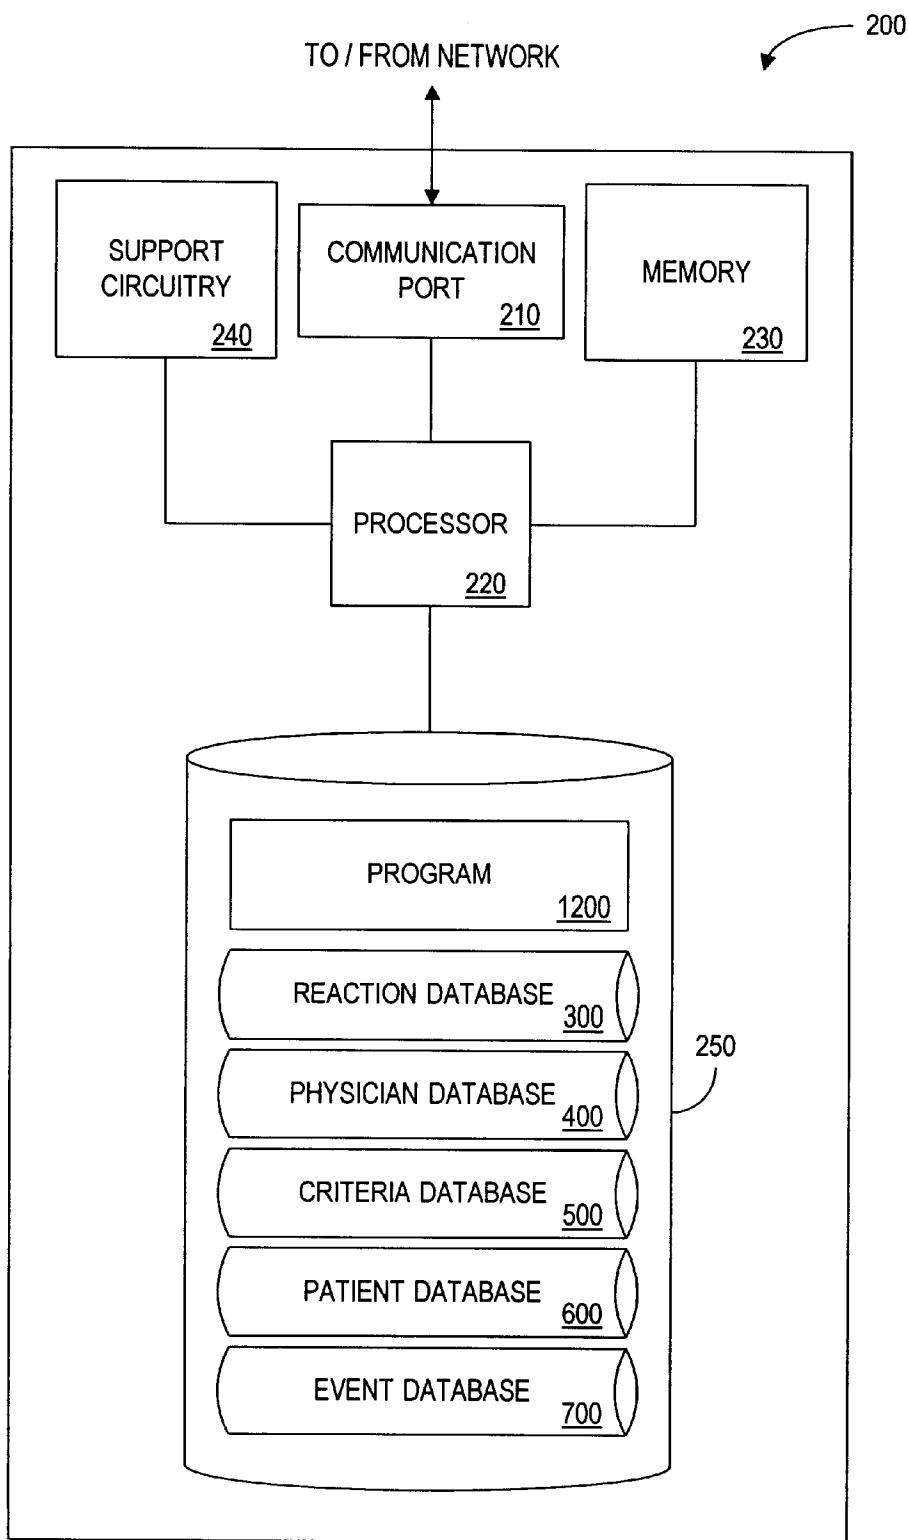 200
TO / FROM NETWORK
SUPPORT
CIRCUITRY
240
COMMUNICATION
PORT
210
MEMORY
230
PROCESSOR
220
PROGRAM
1200
REACTION DATABASE
300
250
PHYSICIAN DATABASE
400
CRITERIA DATABASE
500
PATIENT DATABASE
600
EVENT DATABASE
700